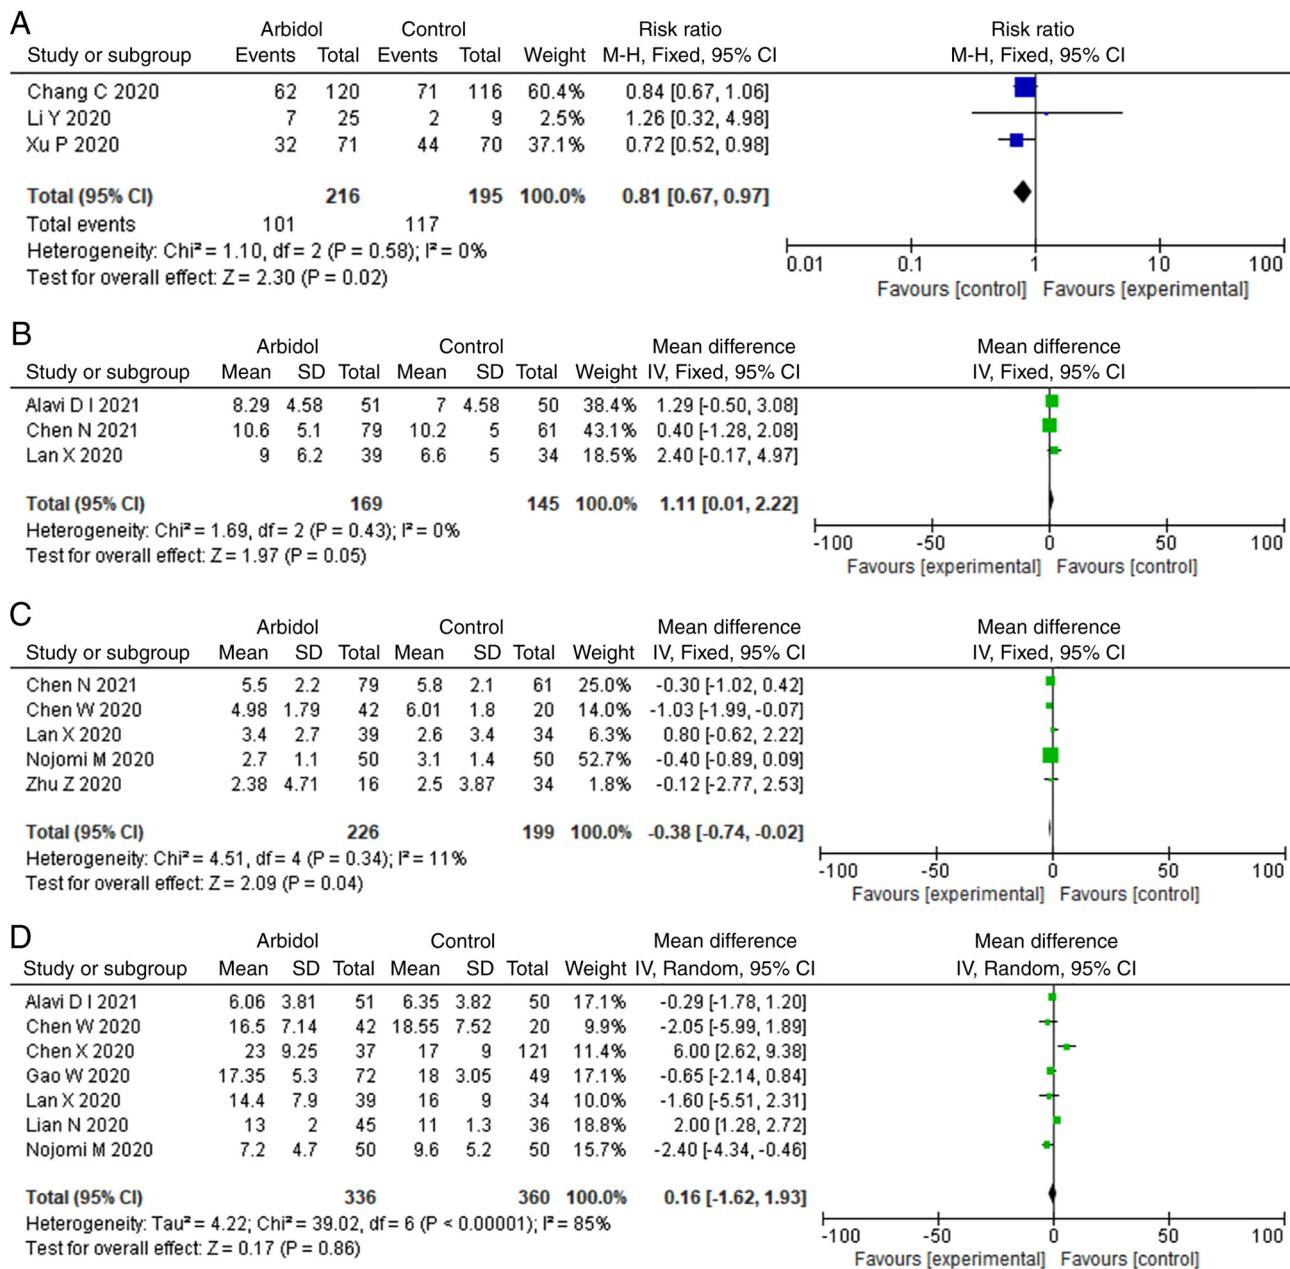 A
Arbidol Control Risk ratio Risk ratio
Study or subgroup Events Total Events Total Weight M-H, Fixed, 95% CI M-H, Fixed, 95% CI
Chang C 2020 62 120 71 116 60.4% 0.84 [0.67, 1.06]
Li Y 2020 7 25 2 9 2.5% 1.26 [0.32, 4.98]
Xu P 2020 32 71 44 70 37.1% 0.72 [0.52, 0.98]
Total (95% CI) 216 195 100.0% 0.81 [0.67, 0.97]
Total events 101 117
Heterogeneity: Chi² = 1.10, df = 2 (P = 0.58); I² = 0%
Test for overall effect: Z = 2.30 (P = 0.02)
0.01 0.1 1 10 100
Favours [control] Favours [experimental]
B
Arbidol Control Mean difference Mean difference
Study or subgroup Mean SD Total Mean SD Total Weight IV, Fixed, 95% CI IV, Fixed, 95% CI
Alavi D I 2021 8.29 4.58 51 7 4.58 50 38.4% 1.29 [-0.50, 3.08]
Chen N 2021 10.6 5.1 79 10.2 5 61 43.1% 0.40 [-1.28, 2.08]
Lan X 2020 9 6.2 39 6.6 5 34 18.5% 2.40 [-0.17, 4.97]
Total (95% CI) 169 145 100.0% 1.11 [0.01, 2.22]
Heterogeneity: Chi² = 1.69, df = 2 (P = 0.43); I² = 0%
Test for overall effect: Z = 1.97 (P = 0.05)
-100 -50 0 50 100
Favours [experimental] Favours [control]
C
Arbidol Control Mean difference Mean difference
Study or subgroup Mean SD Total Mean SD Total Weight IV, Fixed, 95% CI IV, Fixed, 95% CI
Chen N 2021 5.5 2.2 79 5.8 2.1 61 25.0% -0.30 [-1.02, 0.42]
Chen W 2020 4.98 1.79 42 6.01 1.8 20 14.0% -1.03 [-1.99, -0.07]
Lan X 2020 3.4 2.7 39 2.6 3.4 34 6.3% 0.80 [-0.62, 2.22]
Nojomi M 2020 2.7 1.1 50 3.1 1.4 50 52.7% -0.40 [-0.89, 0.09]
Zhu Z 2020 2.38 4.71 16 2.5 3.87 34 1.8% -0.12 [-2.77, 2.53]
Total (95% CI) 226 199 100.0% -0.38 [-0.74, -0.02]
Heterogeneity: Chi² = 4.51, df = 4 (P = 0.34); I² = 11%
Test for overall effect: Z = 2.09 (P = 0.04)
-100 -50 0 50 100
Favours [experimental] Favours [control]
D
Arbidol Control Mean difference Mean difference
Study or subgroup Mean SD Total Mean SD Total Weight IV, Random, 95% CI IV, Random, 95% CI
Alavi D I 2021 6.06 3.81 51 6.35 3.82 50 17.1% -0.29 [-1.78, 1.20]
Chen W 2020 16.5 7.14 42 18.55 7.52 20 9.9% -2.05 [-5.99, 1.89]
Chen X 2020 23 9.25 37 17 9 121 11.4% 6.00 [2.62, 9.38]
Gao W 2020 17.35 5.3 72 18 3.05 49 17.1% -0.65 [-2.14, 0.84]
Lan X 2020 14.4 7.9 39 16 9 34 10.0% -1.60 [-5.51, 2.31]
Lian N 2020 13 2 45 11 1.3 36 18.8% 2.00 [1.28, 2.72]
Nojomi M 2020 7.2 4.7 50 9.6 5.2 50 15.7% -2.40 [-4.34, -0.46]
Total (95% CI) 336 360 100.0% 0.16 [-1.62, 1.93]
Heterogeneity: Tau² = 4.22; Chi² = 39.02, df = 6 (P < 0.00001); I² = 85%
Test for overall effect: Z = 0.17 (P = 0.86)
-100 -50 0 50 100
Favours [experimental] Favours [control]